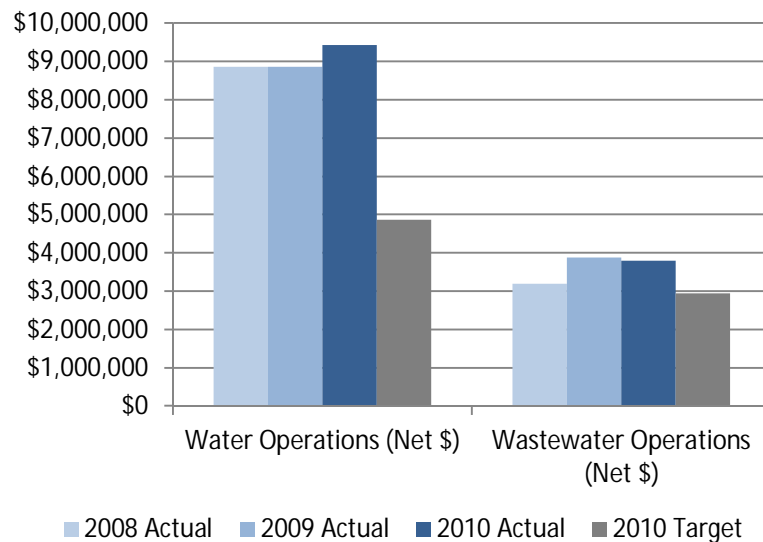 $10,000,000
$9,000,000
$8,000,000
$7,000,000
$6,000,000
$5,000,000
$4,000,000
$3,000,000
$2,000,000
$1,000,000
$0
Water Operations (Net $)
Wastewater Operations
(Net $)
2008 Actual
2009 Actual
2010 Actual
2010 Target